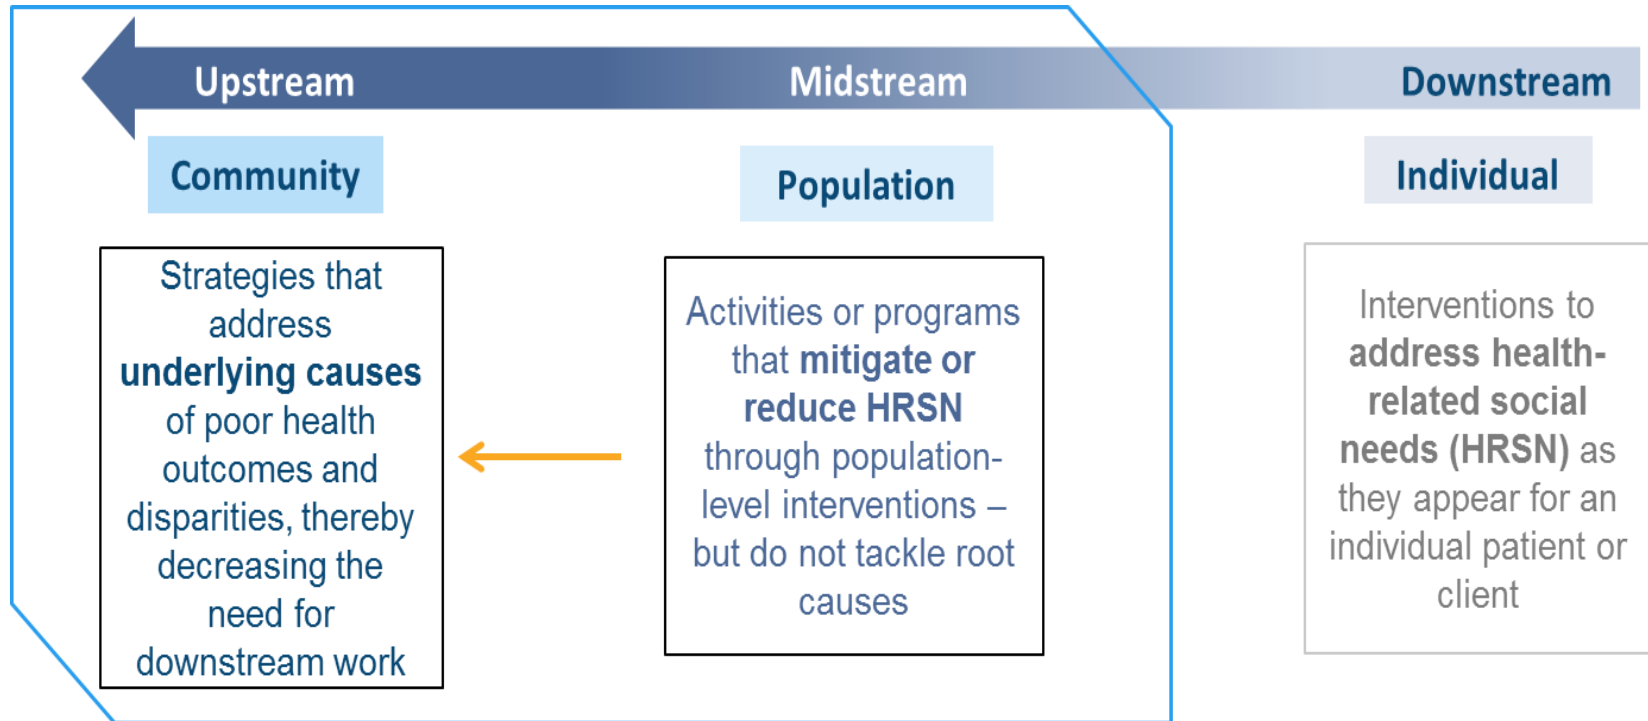 Upstream
Midstream
Downstream
Community
Population
Individual
Strategies that
address
underlying causes
of poor health
outcomes and
disparities, thereby
decreasing the
need for
downstream work
Activities or programs
that mitigate or
reduce HRSN
through population-
level interventions –
but do not tackle root
causes
Interventions to
address health-
related social
needs (HRSN) as
they appear for an
individual patient or
client